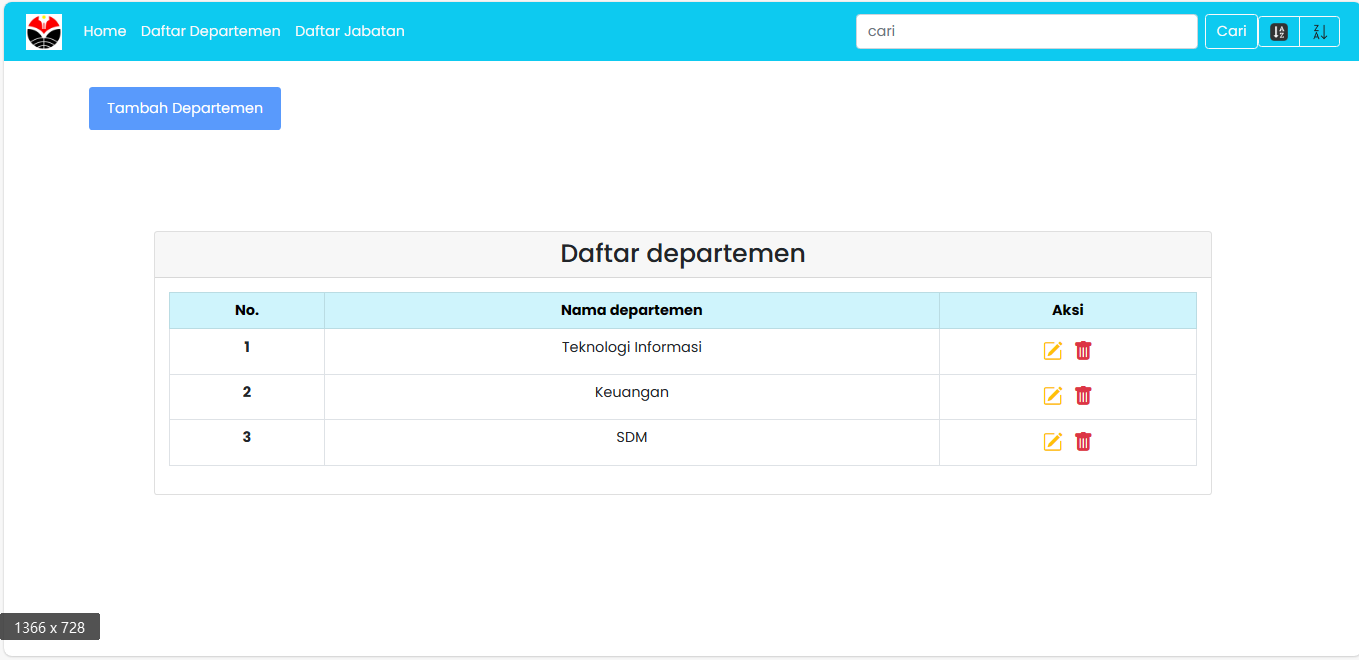 Home Daftar Departemen Daftar Jabatan cari Cari
Tambah Departemen
Daftar departemen
No. Nama departemen Aksi
1 Teknologi Informasi
2 Keuangan
3 SDM
1366 x 728